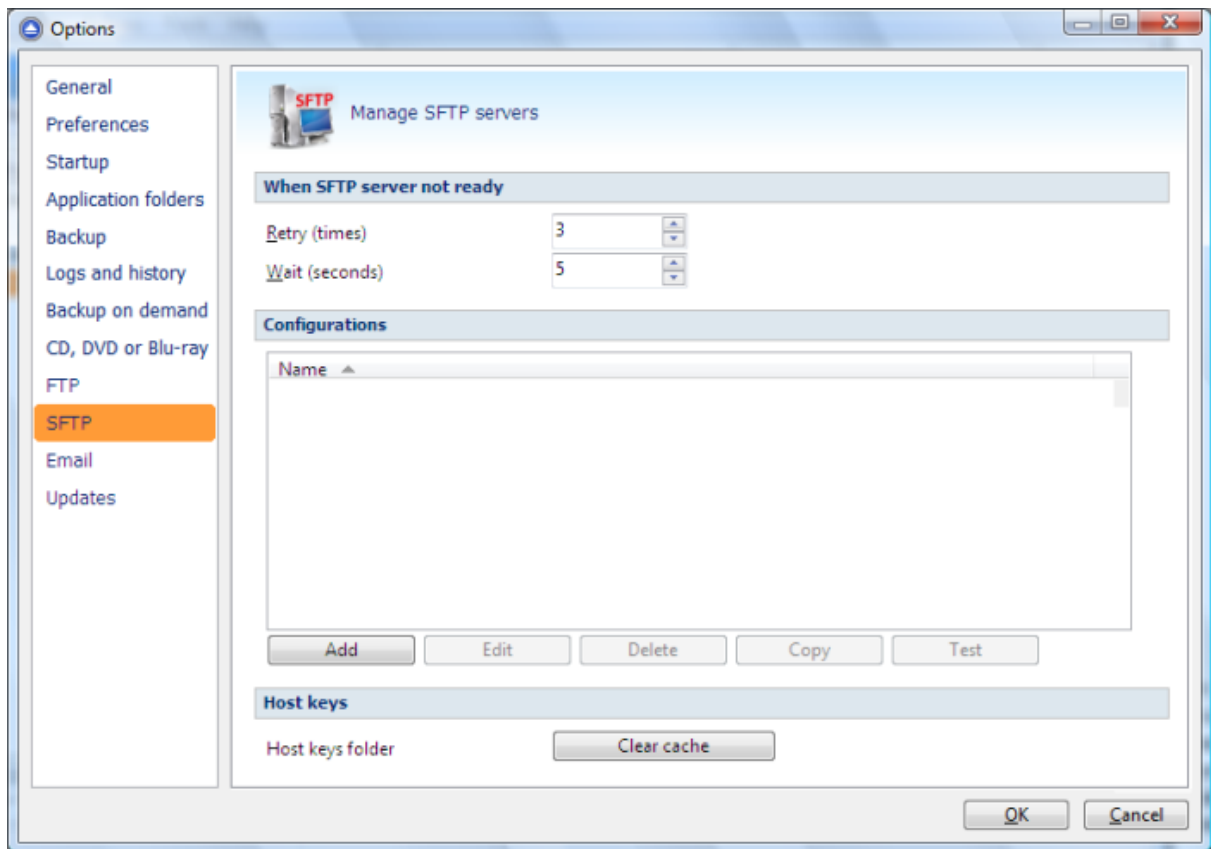 Options
General
Preferences
Startup
Application folders
Backup
Logs and history
Backup on demand
CD, DVD or Blu-ray
FTP
SFTP
Email
Updates
SFTP
Manage SFTP servers
When SFTP server not ready
Retry (times) 3
Wait (seconds) 5
Configurations
Name
Add Edit Delete Copy Test
Host keys
Host keys folder Clear cache
OK Cancel